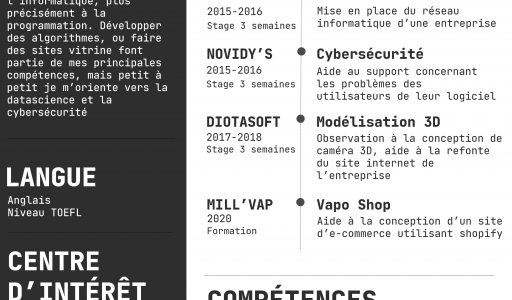 l'informatique, plus
précisément à la
programmation. Développer
des algorithmes, ou faire
des sites vitrine font
partie de mes principales
compétences, mais petit à
petit je m'oriente vers la
datascience et la
cybersécurité
LANGUE
Anglais
Niveau TOEFL
CENTRE
D'INTÉRÊT
2015-2016
Stage 3 semaines
Mise en place du réseau
informatique d'une entreprise
NOVIDY'S
2015-2016
Stage 3 semaines
Cybersécurité
Aide au support concernant
les problèmes des
utilisateurs de leur logiciel
DIOTASOFT
2017-2018
Stage 3 semaines
Modélisation 3D
Observation à la conception de
caméra 3D, aide à la refonte
du site internet de
l'entreprise
MILL'VAP
2020
Formation
Vapo Shop
Aide à la conception d'un site
d'e-commerce utilisant shopify
COMPÉTENCES